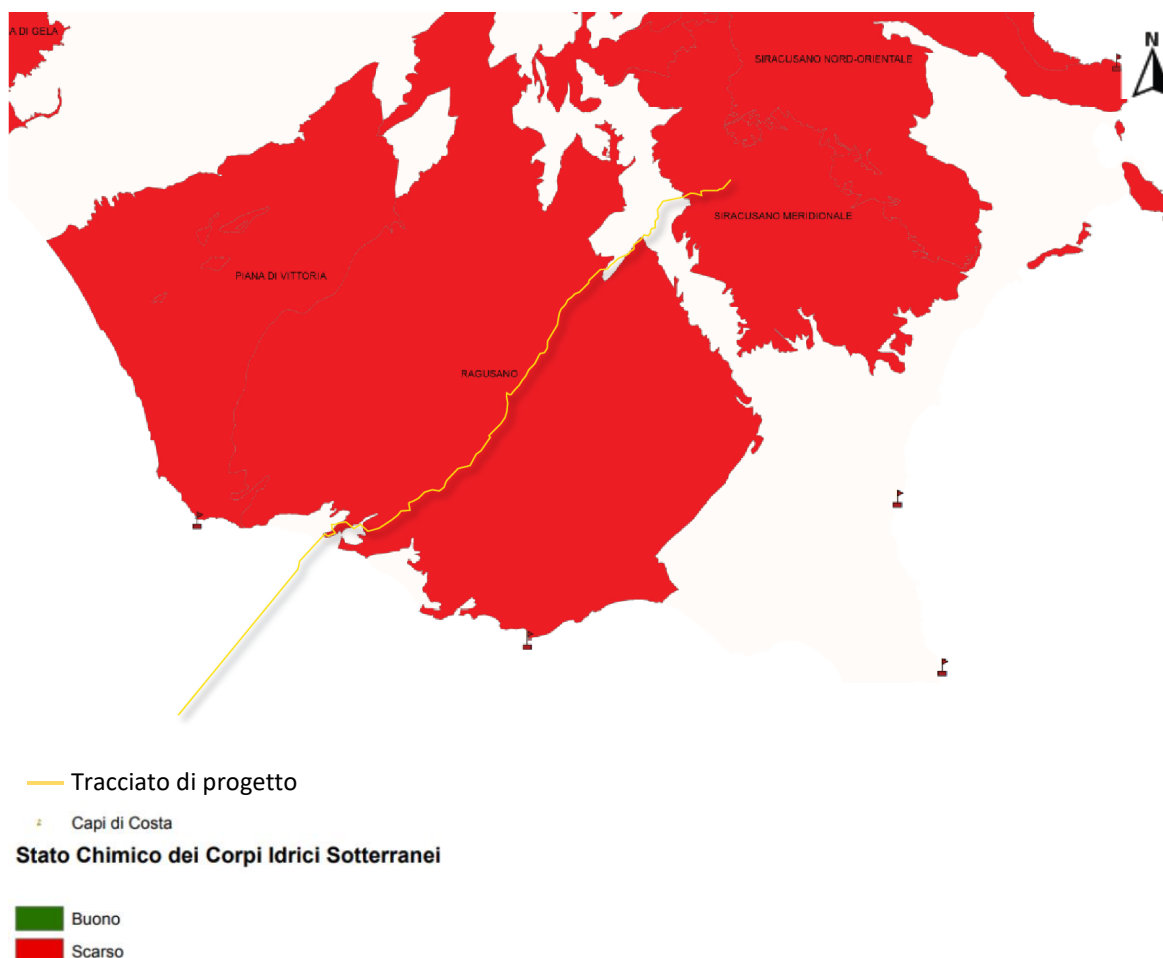 A DI GELA
N
SIRACUSANO NORD-ORIENTALE
SIRACUSANO MERIDIONALE
PIANA DI VITTORIA
RAGUSANO
Tracciato di progetto
Capi di Costa
Stato Chimico dei Corpi Idrici Sotterranei
Buono
Scarso